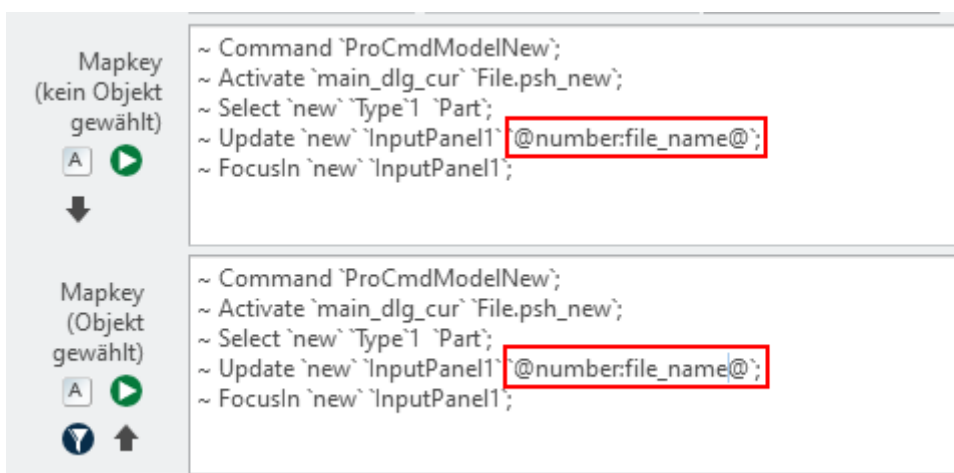 Mapkey
(kein Objekt
gewählt)
A
~ Command `ProCmdModelNew`;
~ Activate `main_dlg_cur` `File.psh_new`;
~ Select `new` `Type`1  `Part`;
~ Update `new` `InputPanel1` `@number:file_name@`;
~ FocusIn `new` `InputPanel1`;
Mapkey
(Objekt
gewählt)
A
~ Command `ProCmdModelNew`;
~ Activate `main_dlg_cur` `File.psh_new`;
~ Select `new` `Type`1  `Part`;
~ Update `new` `InputPanel1` `@number:file_name@`;
~ FocusIn `new` `InputPanel1`;